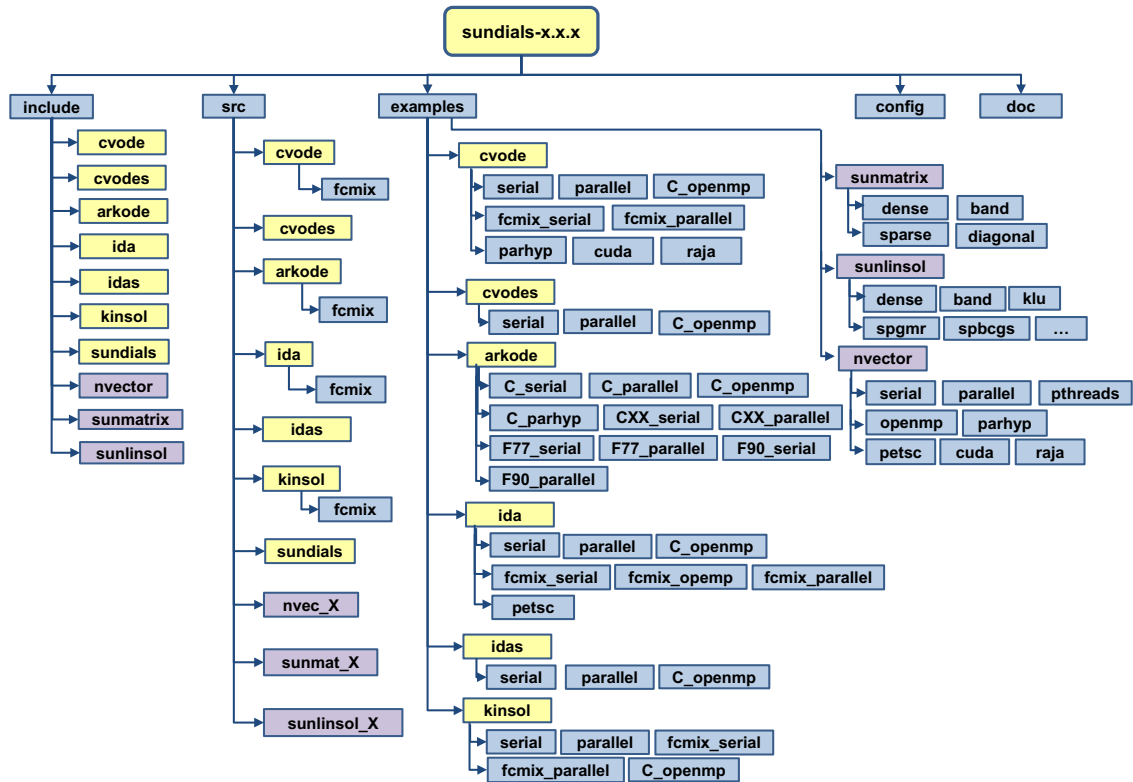 sundials-x.x.x
include
src
examples
config
doc
cvode
cvodes
arkode
ida
idas
kinsol
sundials
nvector
sunmatrix
sunlinsol
cvode
fcmix
cvodes
arkode
fcmix
ida
fcmix
idas
kinsol
fcmix
sundials
nvec_X
sunmat_X
sunlinsol_X
cvode
serial parallel C_openmp
fcmix_serial fcmix_parallel
parhyp cuda raja
cvodes
serial parallel C_openmp
arkode
C_serial C_parallel C_openmp
C_parhyp CXX_serial CXX_parallel
F77_serial F77_parallel F90_serial
F90_parallel
ida
serial parallel C_openmp
fcmix_serial fcmix_opemp fcmix_parallel
petsc
idas
serial parallel C_openmp
kinsol
serial parallel fcmix_serial
fcmix_parallel C_openmp
sunmatrix
dense band
sparse diagonal
sunlinsol
dense band klu
spgmr spbcgs …
nvector
serial parallel pthreads
openmp parhyp
petsc cuda raja